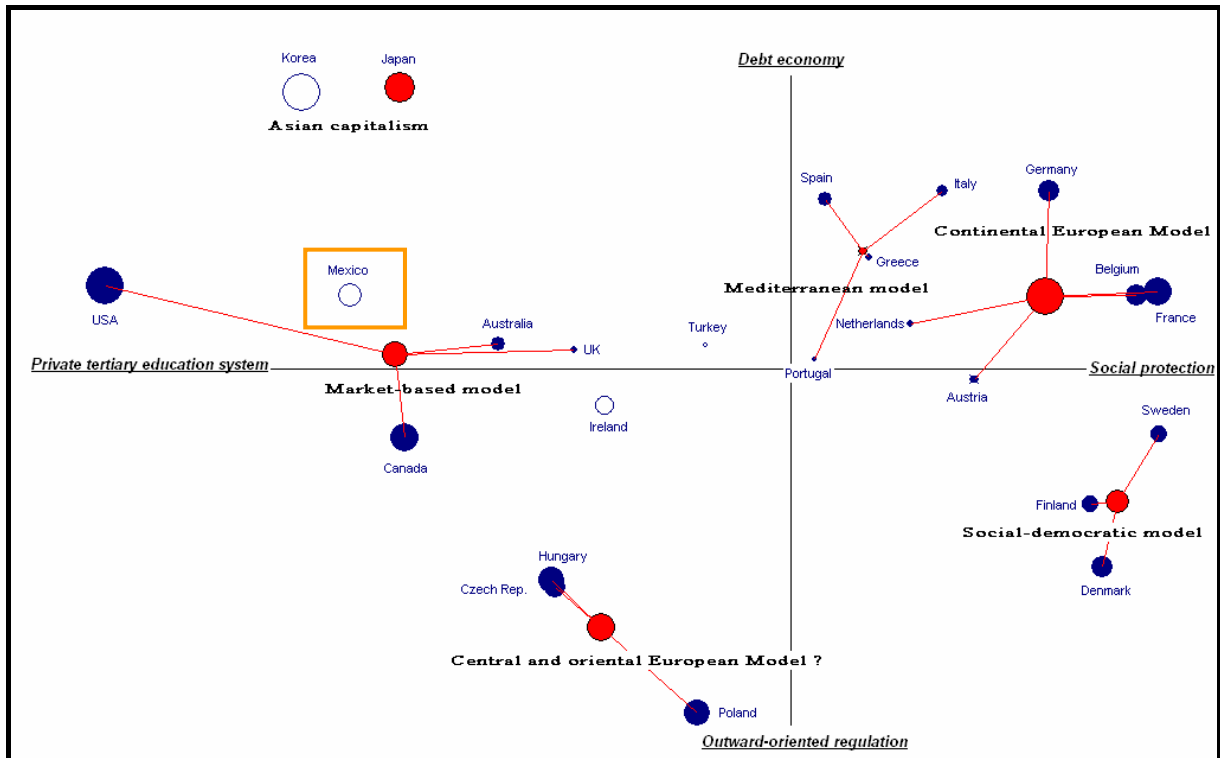 Korea
Japan
Debt economy
Asian capitalism
Spain
Italy
Germany
Continental European Model
Greece
Mexico
Belgium
Mediterranean model
USA
France
Australia
Turkey
Netherlands
UK
Private tertiary education system
Portugal
Social protection
Market-based model
Austria
Sweden
Ireland
Canada
Finland
Social-democratic model
Hungary
Czech Rep.
Denmark
Central and oriental European Model ?
Poland
Outward-oriented regulation